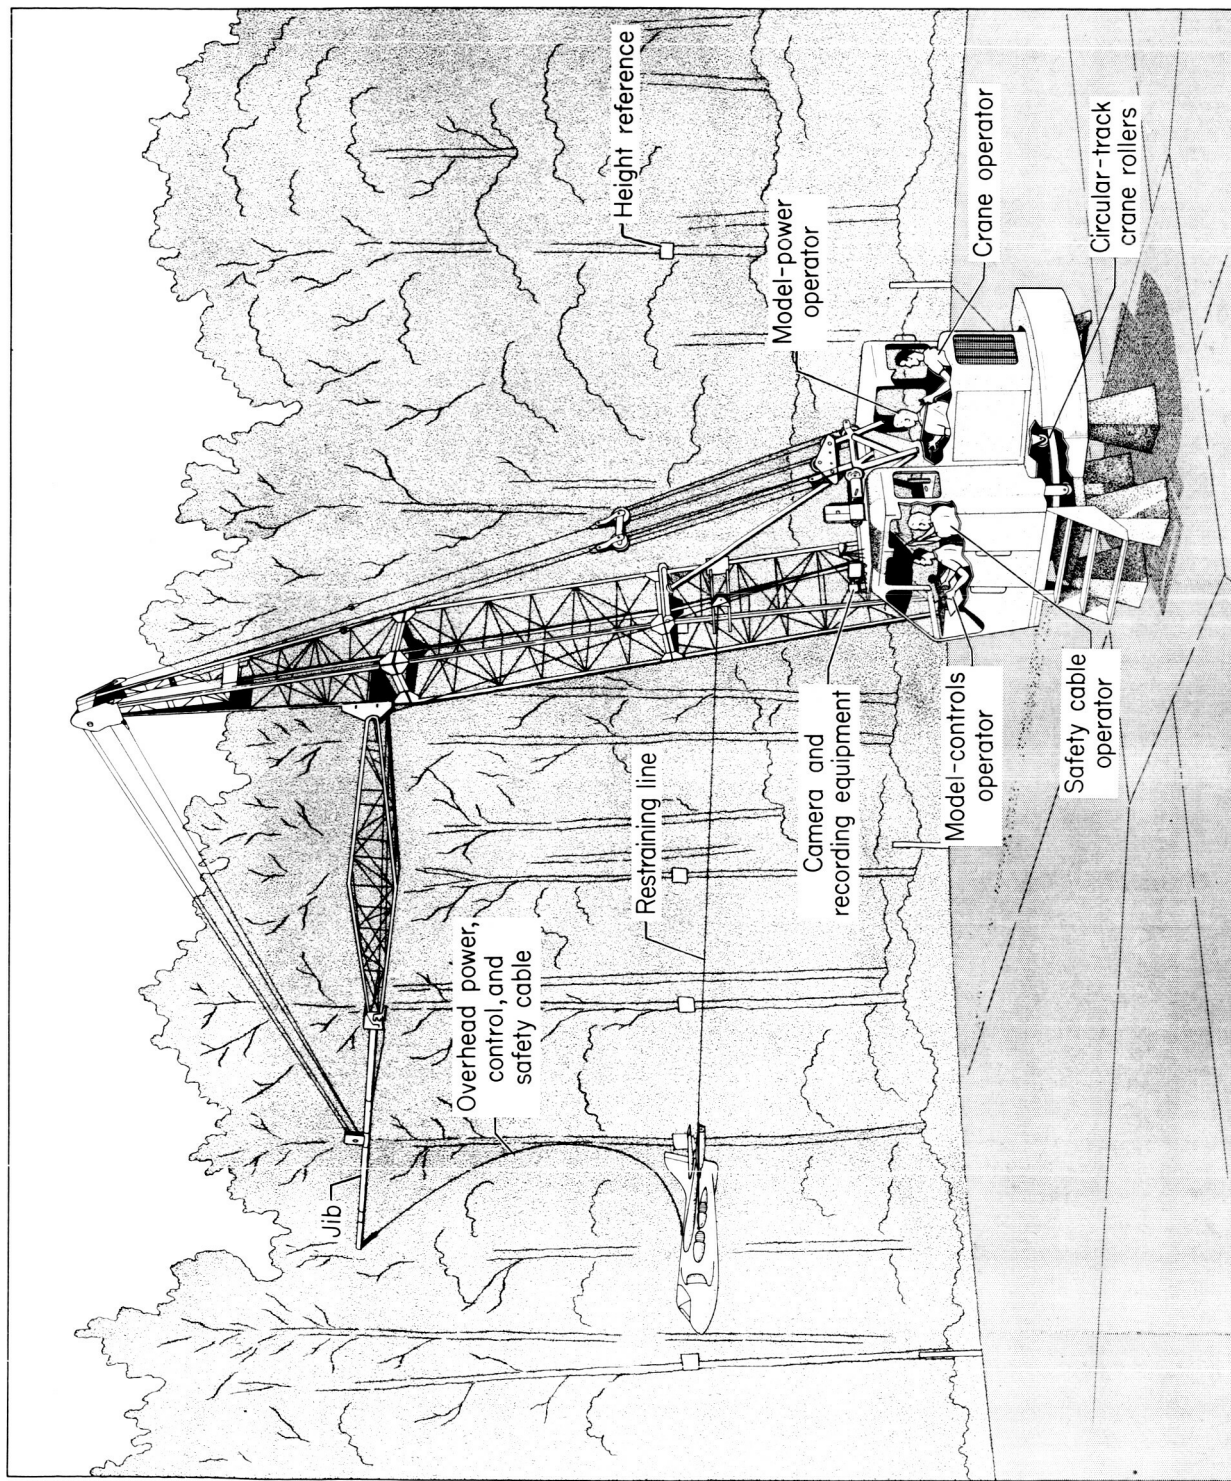 Jib
Overhead power,
control,and
safety cable
Restraining line
Height reference
Camera and
recording equipment
Model-power
operator
Model-controls
operator
Crane operator
Safety cable
operator
Circular-track
crane rollers